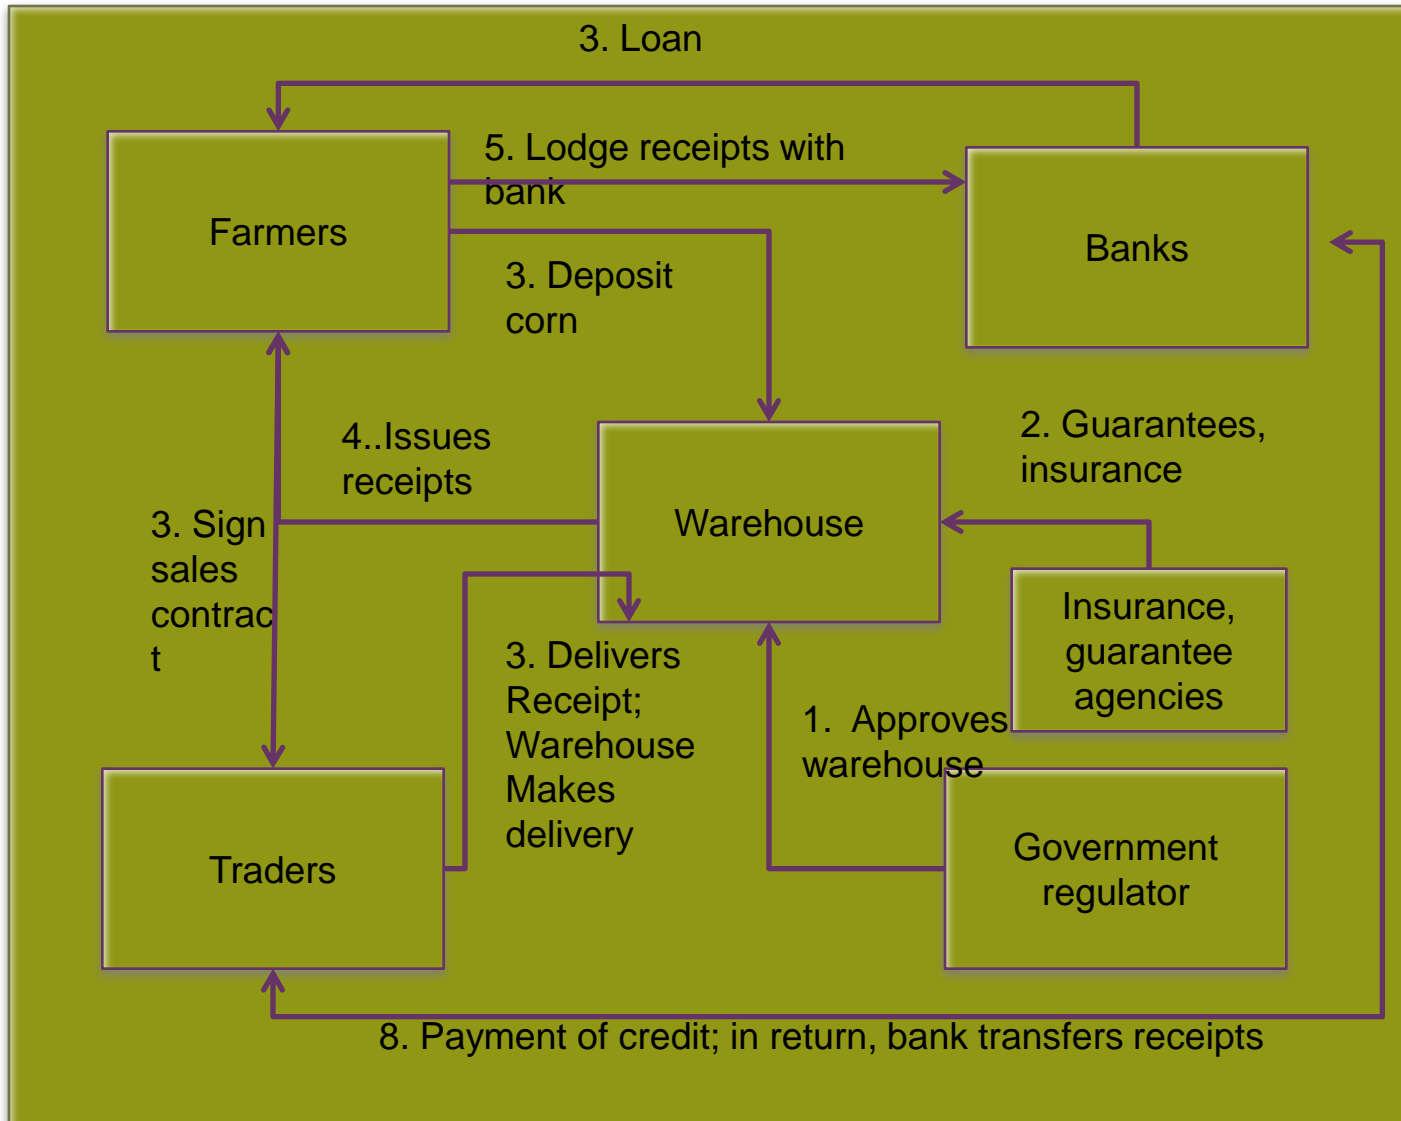 3. Loan
5. Lodge receipts with
bank
Farmers
Banks
3. Deposit
corn
4..Issues
receipts
2. Guarantees,
insurance
3. Sign
sales
contrac
t
Warehouse
Insurance,
guarantee
agencies
3. Delivers
Receipt;
Warehouse
Makes
delivery
1.  Approves
warehouse
Traders
Government
regulator
8. Payment of credit; in return, bank transfers receipts